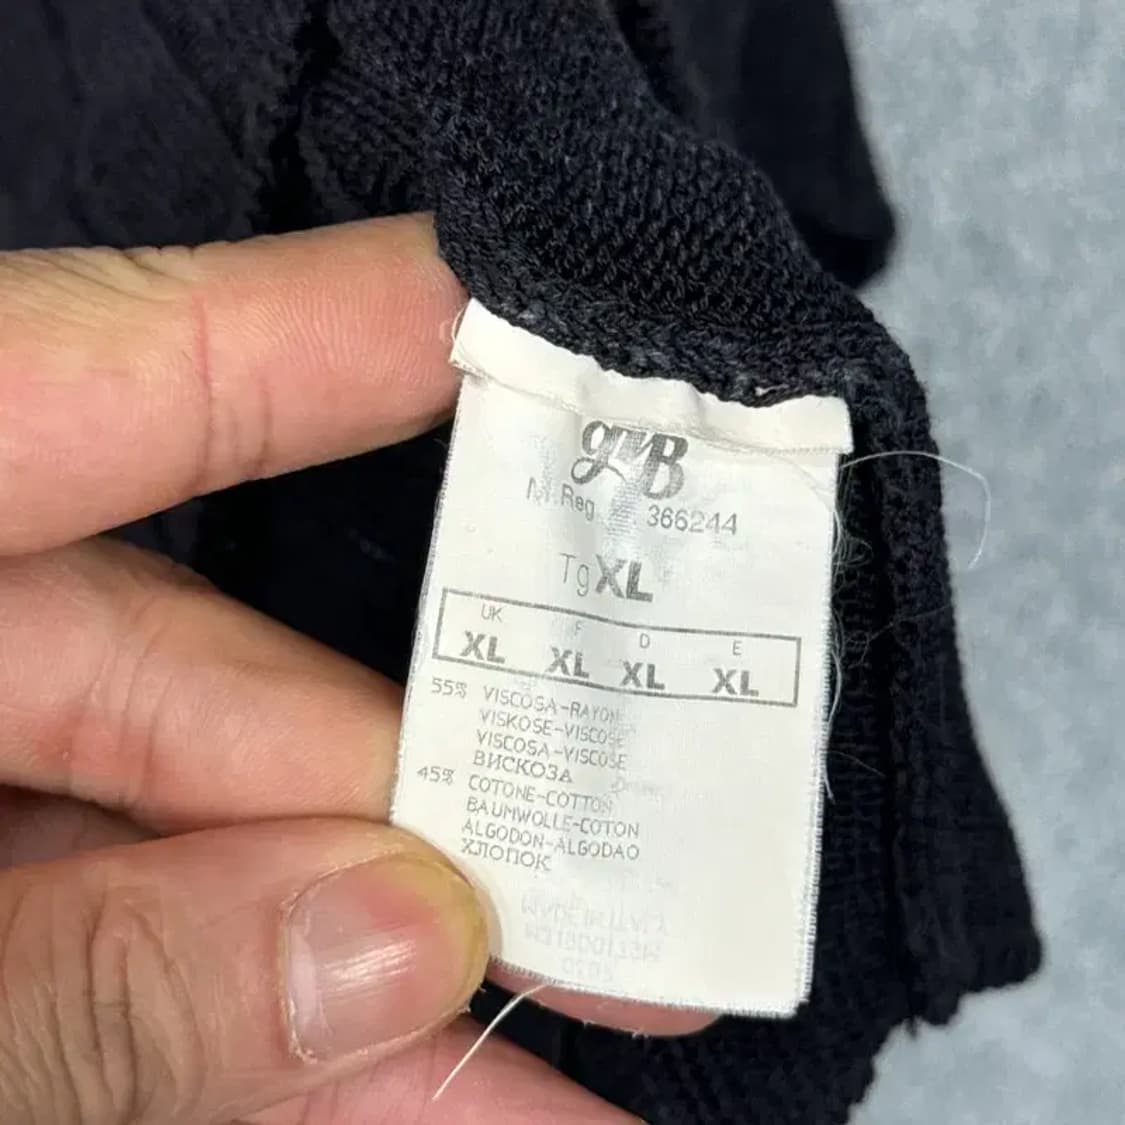 grB
M.Reg. 366244
Tg XL
UK F D E
XL XL XL XL
55% VISCOSA-RAYON
VISKOSE-VISCOSE
VISCOSA-VISCOSE
ВИСКОЗА
45% COTONE-COTTON
BAUMWOLLE-COTON
ALGODON-ALGODAO
ХЛОПОК